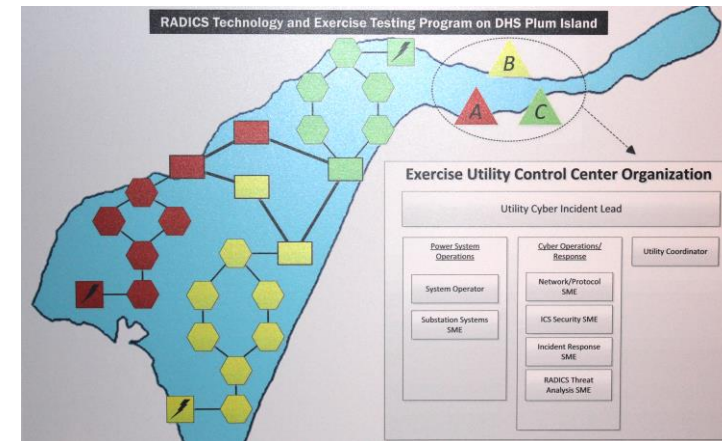 RADICS Technology and Exercise Testing Program on DHS Plum Island
B
A
C
Exercise Utility Control Center Organization
Utility Cyber Incident Lead
Power System
Operations
System Operator
Substation Systems
SME
Cyber Operations/
Response
Network/Protocol
SME
ICS Security SME
Incident Response
SME
RADICS Threat
Analysis SME
Utility Coordinator